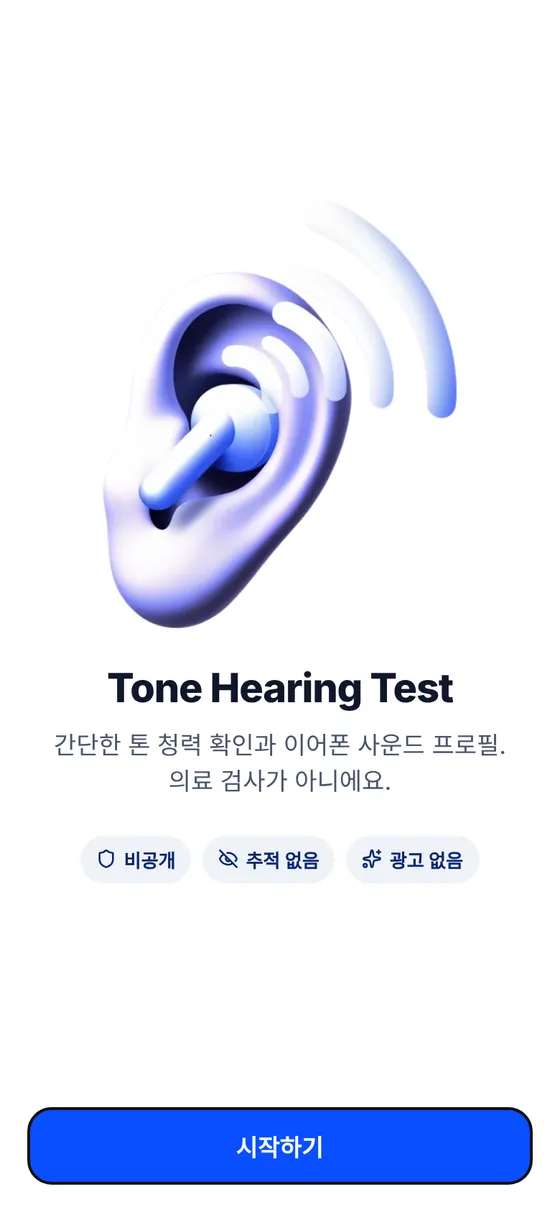 Tone Hearing Test
간단한 톤 청력 확인과 이어폰 사운드 프로필.
의료 검사가 아니에요.
비공개
추적 없음
광고 없음
시작하기